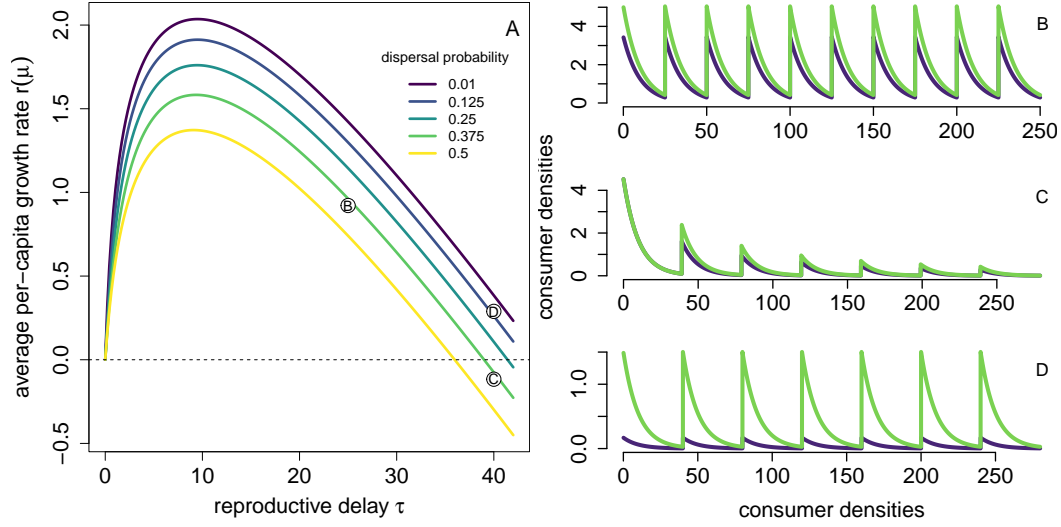 A
dispersal probability
0.01
0.125
0.25
0.375
0.5
B
D
C
average per−capita growth rate r(μ)
−0.5 0.0 0.5 1.0 1.5 2.0
0 10 20 30 40
reproductive delay τ
B
0 2 4
0 50 100 150 200 250
consumer densities
C
0 2 4
0 50 100 150 200 250
D
0.0 1.0
0 50 100 150 200 250
consumer densities